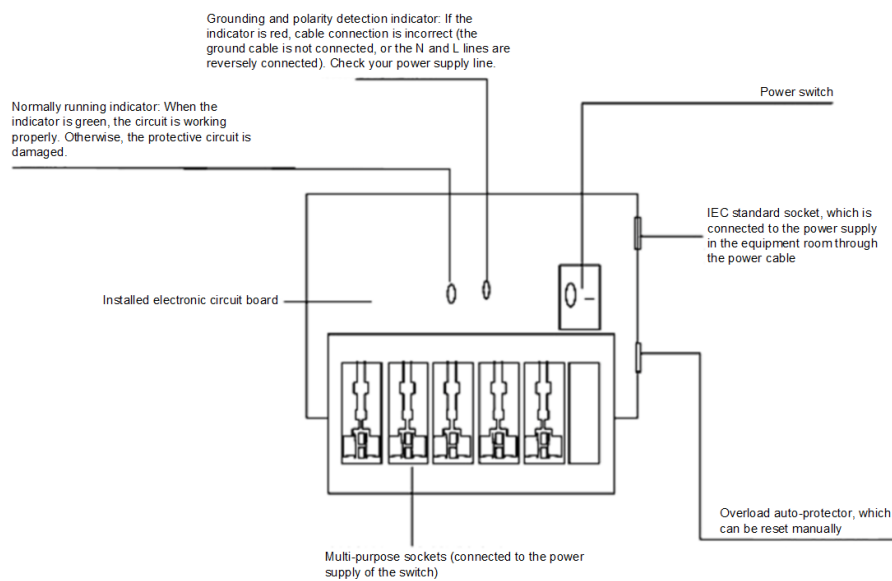 Grounding and polarity detection indicator: If the
indicator is red, cable connection is incorrect (the
ground cable is not connected, or the N and L lines are
reversely connected). Check your power supply line.
Power switch
Normally running indicator: When the
indicator is green, the circuit is working
properly. Otherwise, the protective circuit is
damaged.
IEC standard socket, which is
connected to the power supply
in the equipment room through
the power cable
Installed electronic circuit board
Overload auto-protector, which
can be reset manually
Multi-purpose sockets (connected to the power
supply of the switch)